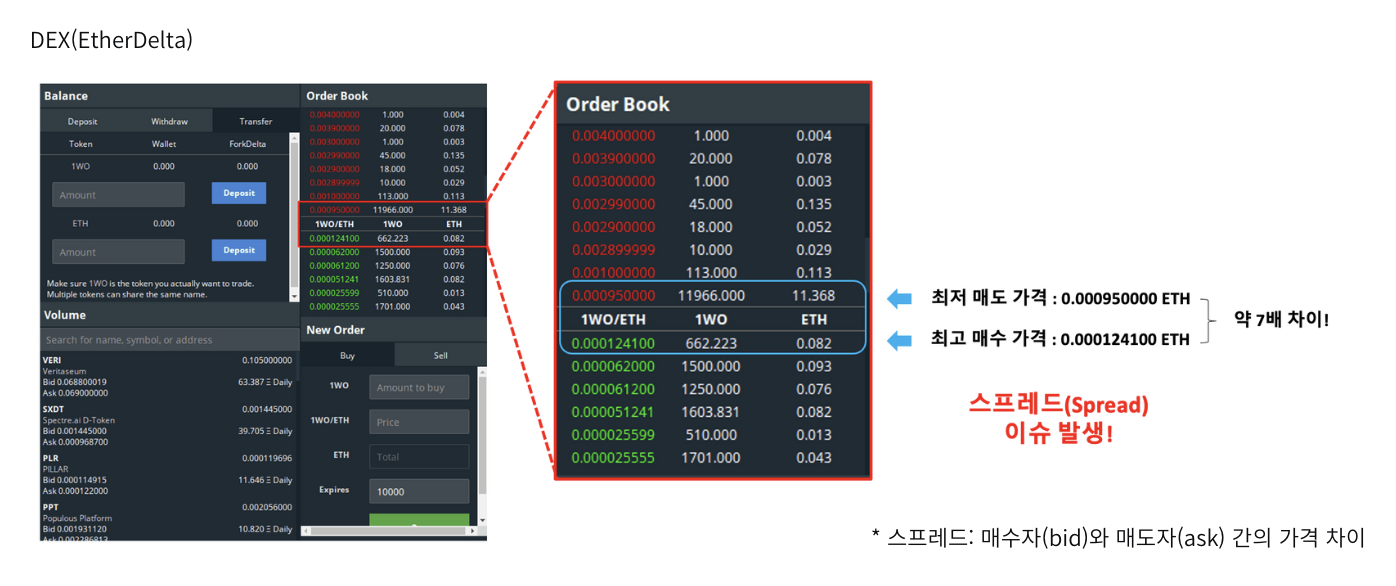 DEX(EtherDelta)
Balance
Deposit Withdraw Transfer
Token Wallet ForkDelta
1WO 0.000 0.000
Amount Deposit
ETH 0.000 0.000
Amount Deposit
Make sure 1WO is the token you actually want to trade.
Multiple tokens can share the same name.
Volume
Search for name, symbol, or address
VERI 0.105000000
Veritaseum
Bid 0.068800019 63.387 Ξ Daily
Ask 0.069000000
SXDT 0.001445000
Spectre.ai D-Token
Bid 0.001445000 39.705 Ξ Daily
Ask 0.000968700
PLR 0.000119696
PILLAR
Bid 0.000114915 11.646 Ξ Daily
Ask 0.000122000
PPT 0.002056000
Populous Platform
Bid 0.001931120 10.820 Ξ Daily
Ask 0.002286813
Order Book
0.004000000 1.000 0.004
0.003900000 20.000 0.078
0.003000000 1.000 0.003
0.002990000 45.000 0.135
0.002900000 18.000 0.052
0.002899999 10.000 0.029
0.001000000 113.000 0.113
0.000950000 11966.000 11.368
1WO/ETH 1WO ETH
0.000124100 662.223 0.082
0.000062000 1500.000 0.093
0.000061200 1250.000 0.076
0.000051241 1603.831 0.082
0.000025599 510.000 0.013
0.000025555 1701.000 0.043
New Order
Buy Sell
1WO Amount to buy
1WO/ETH Price
ETH Total
Expires 10000
Order Book
0.004000000 1.000 0.004
0.003900000 20.000 0.078
0.003000000 1.000 0.003
0.002990000 45.000 0.135
0.002900000 18.000 0.052
0.002899999 10.000 0.029
0.001000000 113.000 0.113
0.000950000 11966.000 11.368
1WO/ETH 1WO ETH
0.000124100 662.223 0.082
0.000062000 1500.000 0.093
0.000061200 1250.000 0.076
0.000051241 1603.831 0.082
0.000025599 510.000 0.013
0.000025555 1701.000 0.043
최저 매도 가격 : 0.000950000 ETH
최고 매수 가격 : 0.000124100 ETH
약 7배 차이!
스프레드(Spread)
이슈 발생!
* 스프레드: 매수자(bid)와 매도자(ask) 간의 가격 차이